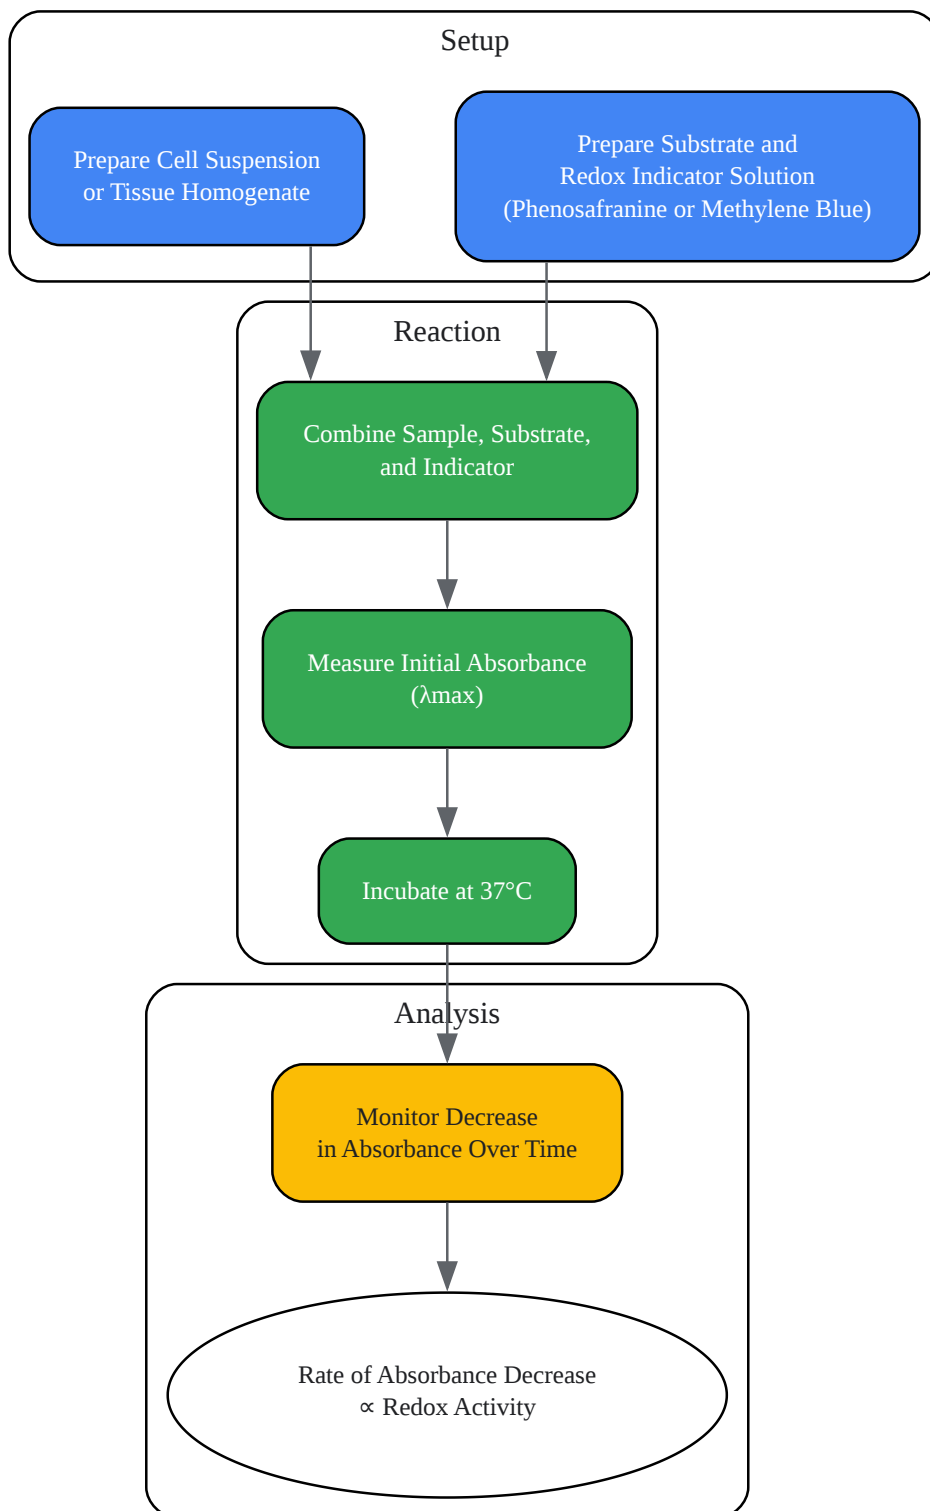 Setup
Prepare Cell Suspension
or Tissue Homogenate
Prepare Substrate and
Redox Indicator Solution
(Phenosafranine or Methylene Blue)
Reaction
Combine Sample, Substrate,
and Indicator
Measure Initial Absorbance
(λmax)
Incubate at 37°C
Analysis
Monitor Decrease
in Absorbance Over Time
Rate of Absorbance Decrease
∝ Redox Activity